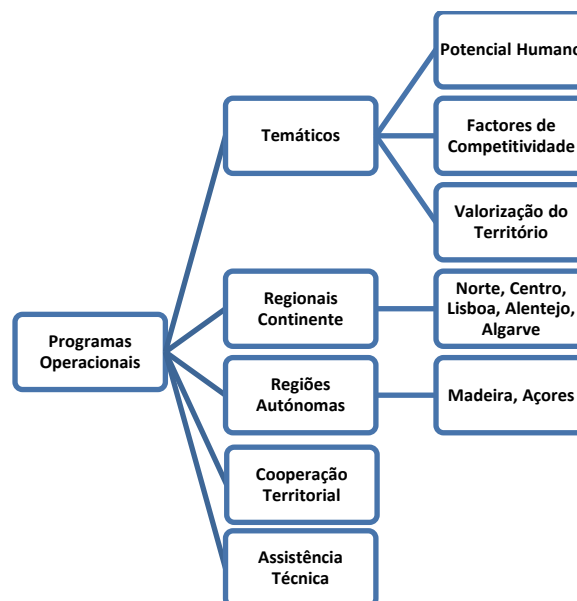 Potencial Humano
Temáticos
Factores de
Competitividade
Valorização do
Território
Programas
Operacionais
Regionais
Continente
Norte, Centro,
Lisboa, Alentejo,
Algarve
Regiões
Autónomas
Madeira, Açores
Cooperação
Territorial
Assistência
Técnica